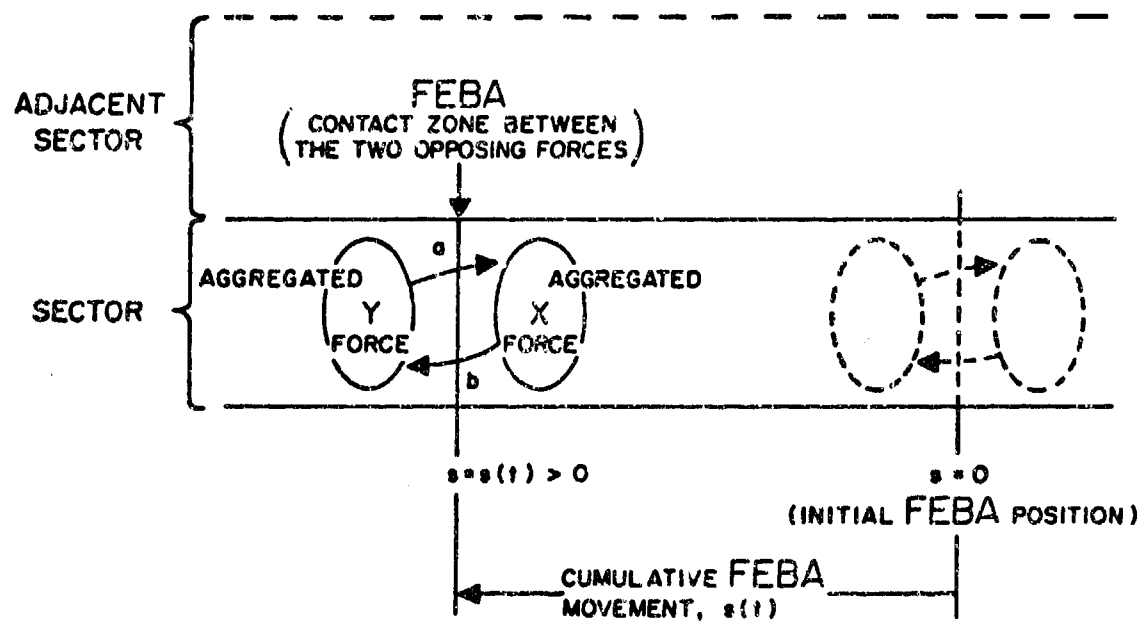 ADJACENT
SECTOR
FEBA
(CONTACT ZONE BETWEEN
THE TWO OPPOSING FORCES)
SECTOR
AGGREGATED
Y
FORCE
a
b
AGGREGATED
X
FORCE
s=s(t) > 0
s=0
(INITIAL FEBA POSITION)
CUMULATIVE FEBA
MOVEMENT, s(t)